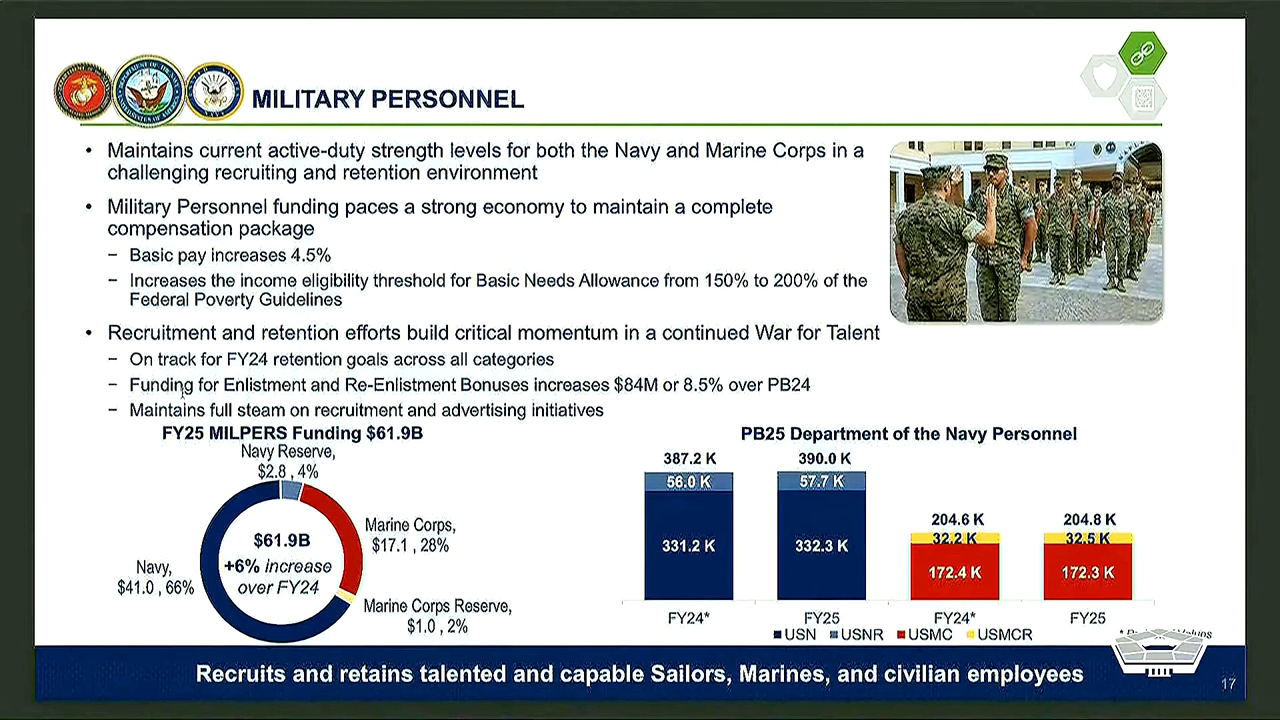 MILITARY PERSONNEL
• Maintains current active-duty strength levels for both the Navy and Marine Corps in a
challenging recruiting and retention environment
• Military Personnel funding paces a strong economy to maintain a complete
compensation package
− Basic pay increases 4.5%
− Increases the income eligibility threshold for Basic Needs Allowance from 150% to 200% of the
Federal Poverty Guidelines
• Recruitment and retention efforts build critical momentum in a continued War for Talent
− On track for FY24 retention goals across all categories
− Funding for Enlistment and Re-Enlistment Bonuses increases $84M or 8.5% over PB24
− Maintains full steam on recruitment and advertising initiatives
FY25 MILPERS Funding $61.9B
Navy Reserve,
$2.8 , 4%
Marine Corps,
$17.1 , 28%
$61.9B
+6% increase
over FY24
Navy,
$41.0 , 66%
Marine Corps Reserve,
$1.0 , 2%
PB25 Department of the Navy Personnel
387.2 K
390.0 K
56.0 K
57.7 K
204.6 K
204.8 K
32.2 K
32.5 K
331.2 K
332.3 K
172.4 K
172.3 K
FY24*
FY25
FY24*
FY25
USN USNR USMC USMCR
Recruits and retains talented and capable Sailors, Marines, and civilian employees
17